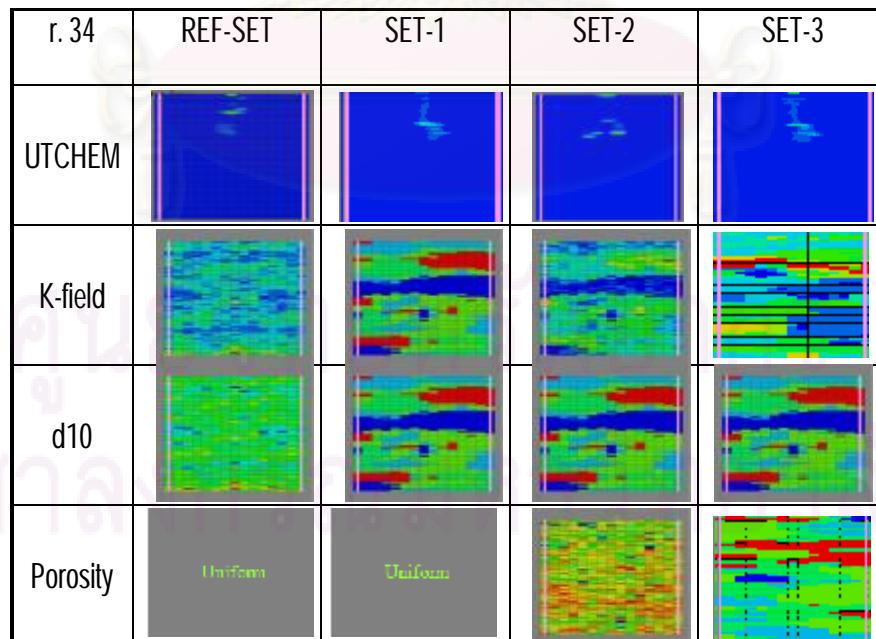 r. 34 REF-SET SET-1 SET-2 SET-3
UTCHEM
K-field
d10
Porosity Uniform Uniform